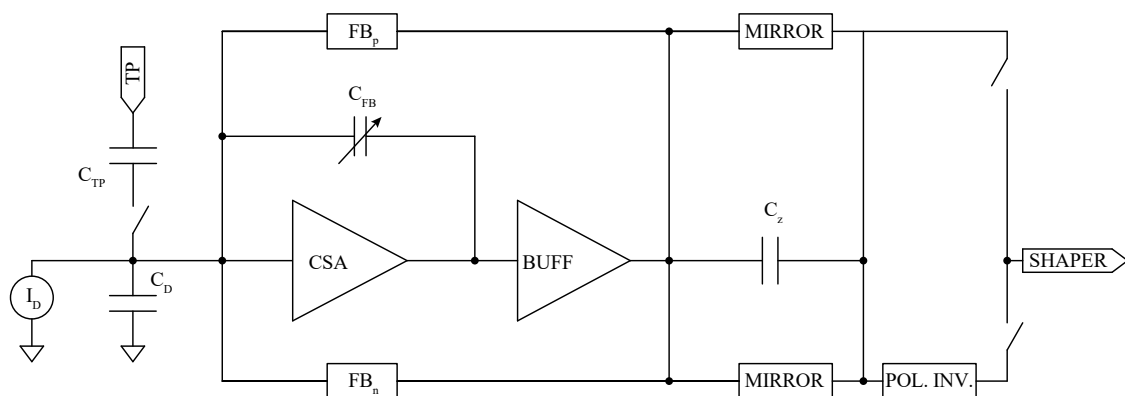 FBp
MIRROR
TP
CFB
CTP
Cz
CSA
BUFF
SHAPER
ID
CD
FBn
MIRROR
POL. INV.